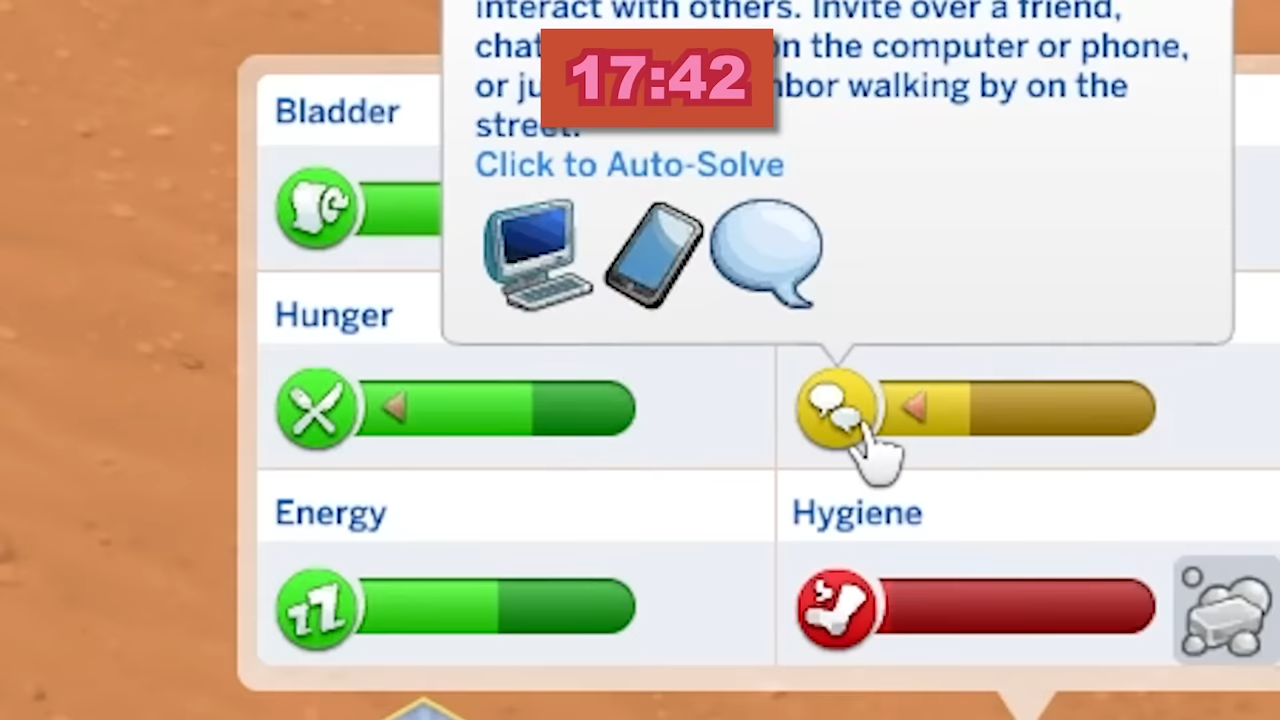 interact with others. Invite over a friend,
chat on the computer or phone,
or ju bor walking by on the
street.
17:42
Click to Auto-Solve
Bladder
Hunger
Energy
Hygiene